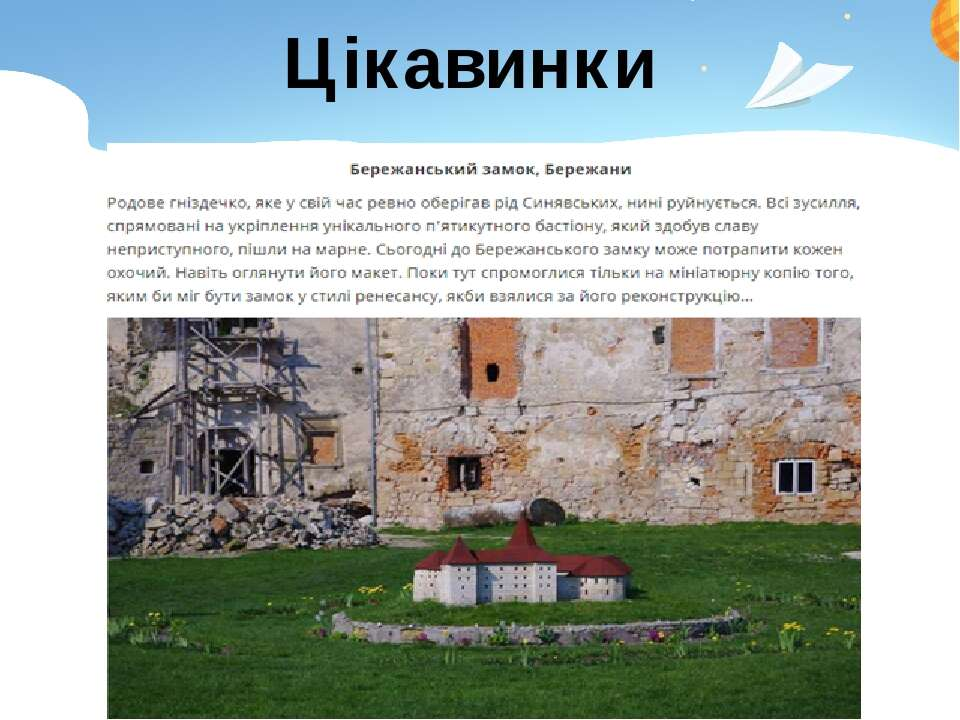 Цікавинки
Бережанський замок, Бережани
Родове гніздечко, яке у свій час ревно оберігав рід Синявських, нині руйнується. Всі зусилля,
спрямовані на укріплення унікального п'ятикутного бастіону, який здобув славу
неприступного, пішли на марне. Сьогодні до Бережанського замку може потрапити кожен
охочий. Навіть оглянути його макет. Поки тут спромоглися тільки на мініатюрну копію того,
яким би міг бути замок у стилі ренесансу, якби взялися за його реконструкцію...